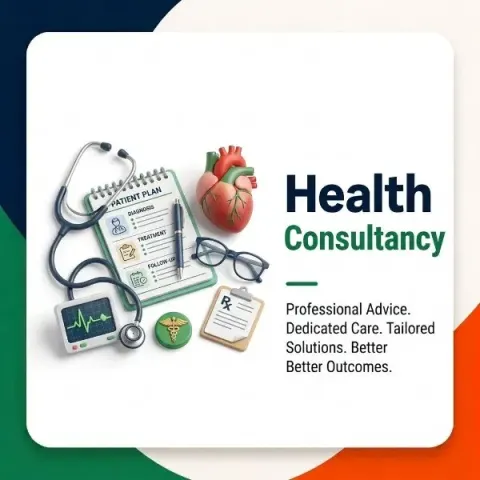 PATIENT PLAN
DIAGNOSIS
TREATMENT
FOLLOW-UP
Rx
Health
Consultancy
Professional Advice.
Dedicated Care. Tailored
Solutions. Better
Better Outcomes.